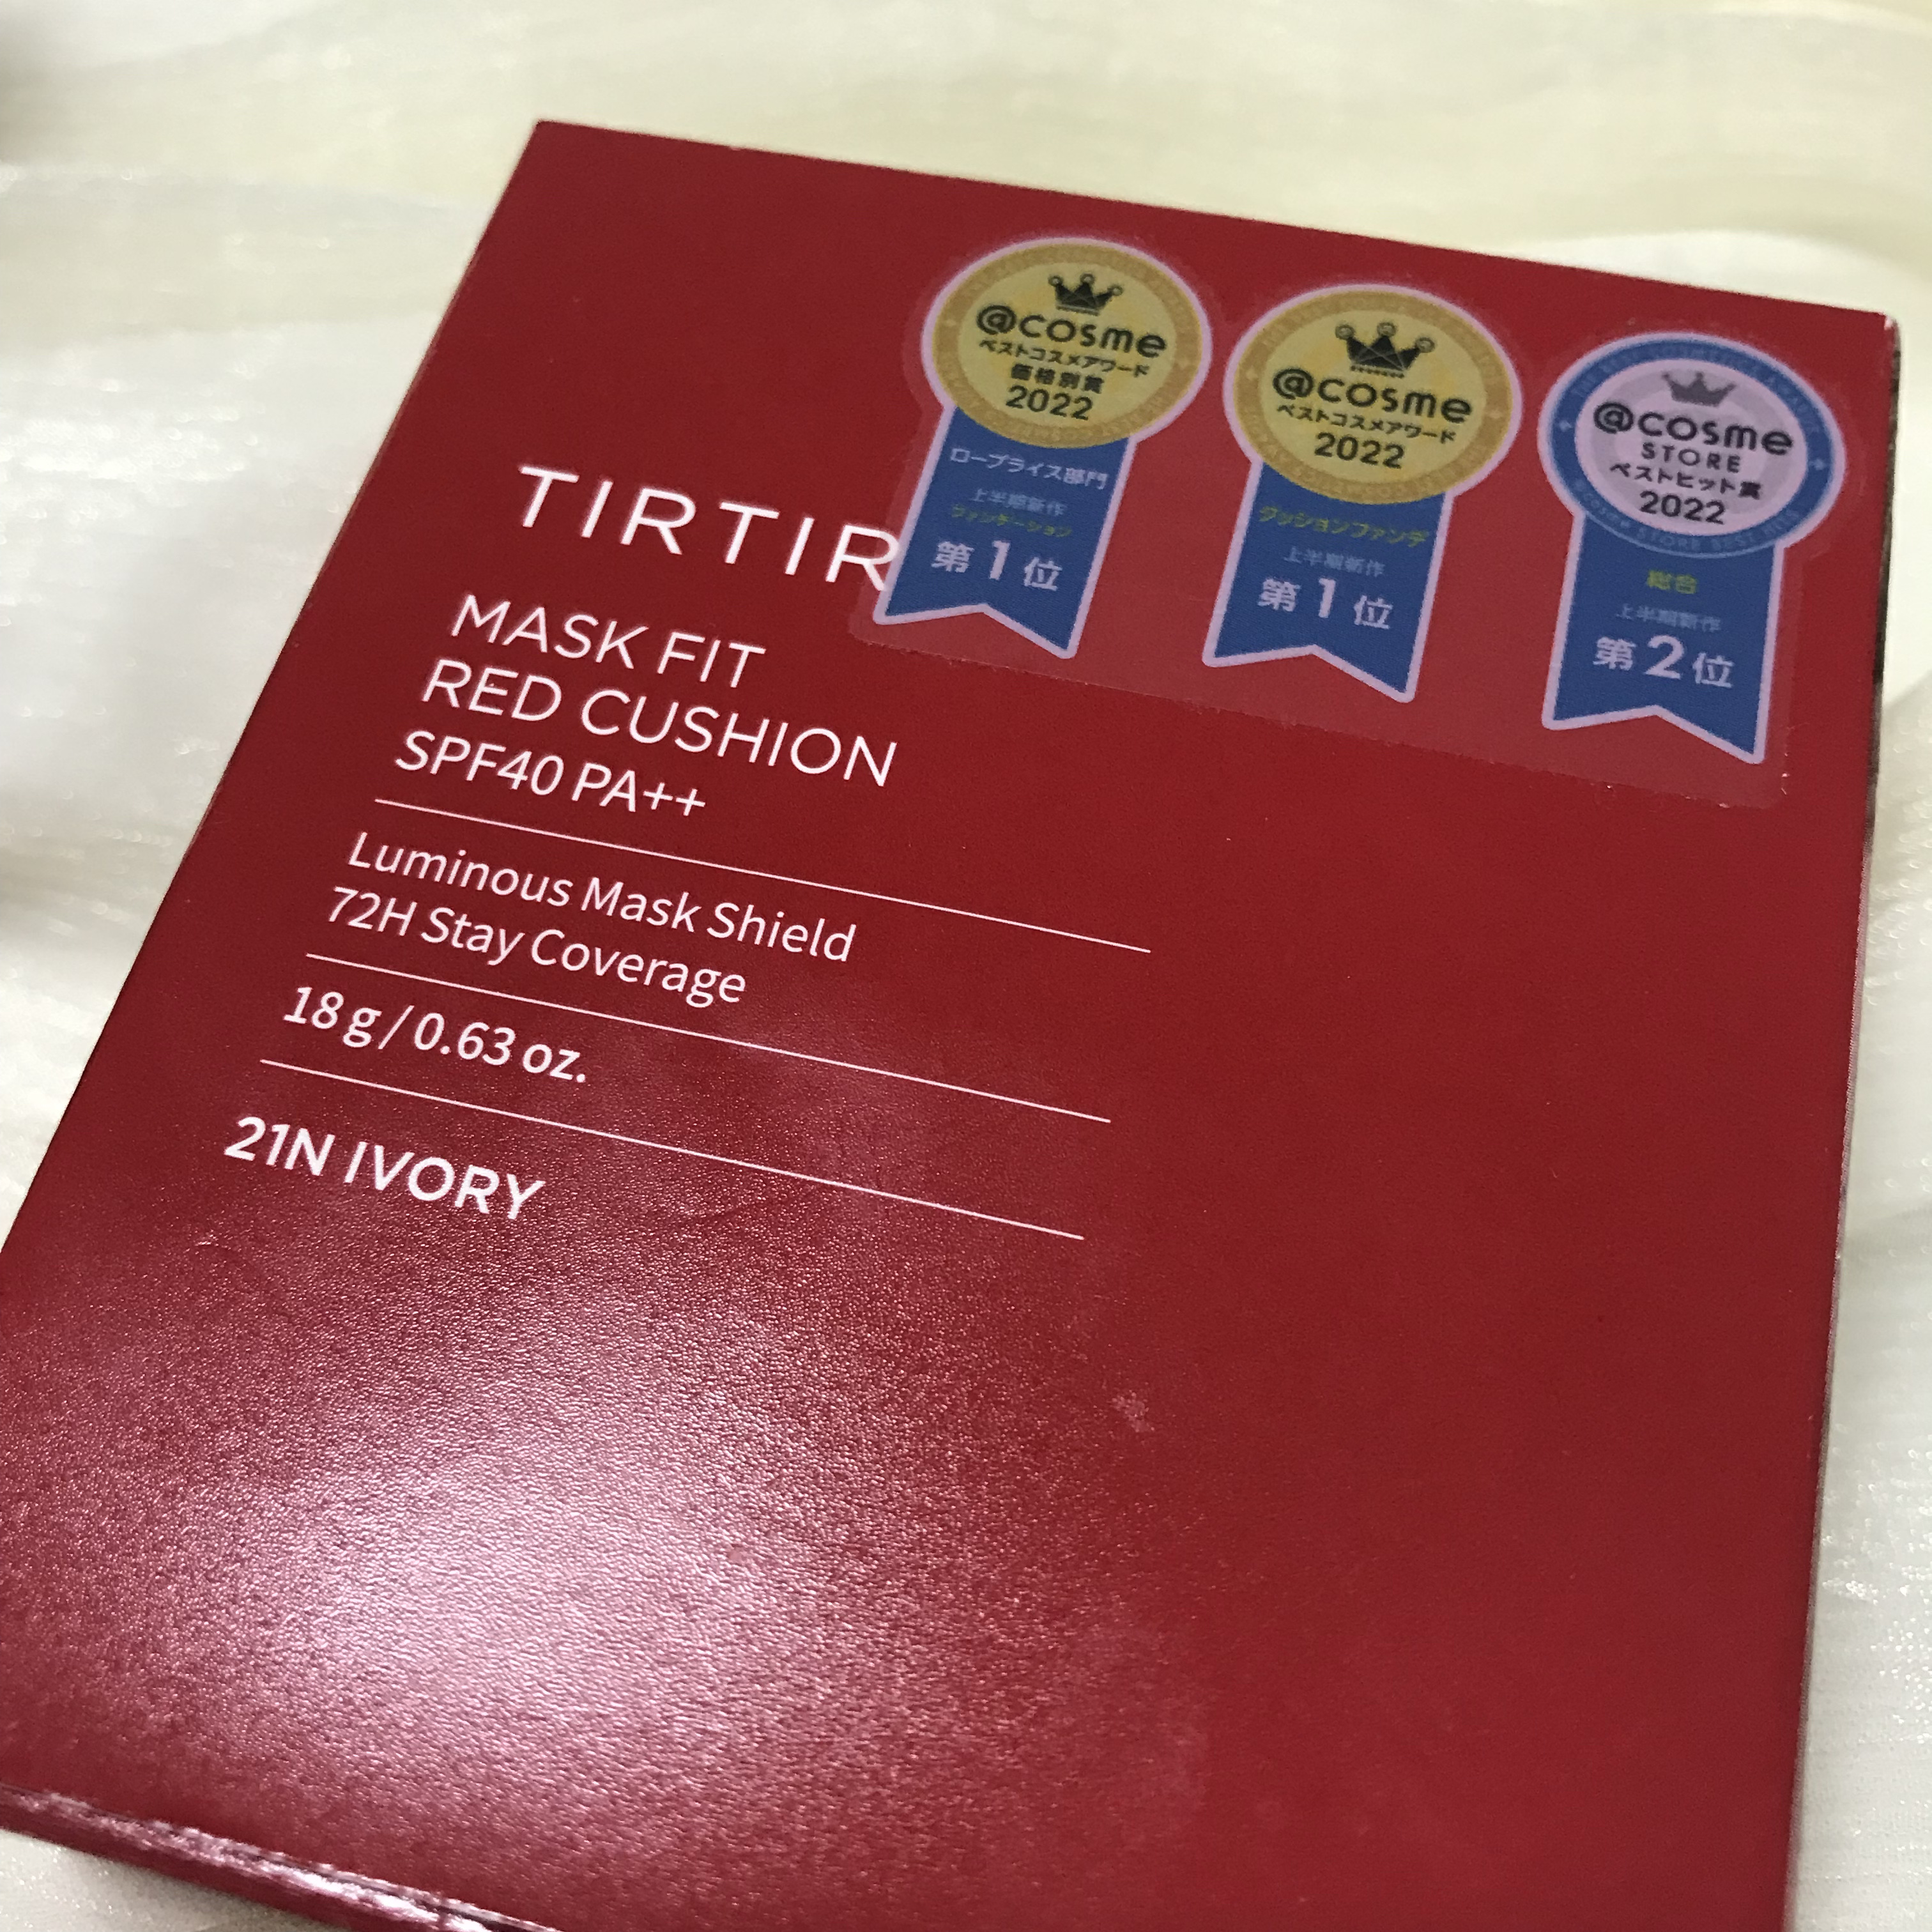 TIRTIR
MASK FIT
RED CUSHION
SPF40 PA++
Luminous Mask Shield
72H Stay Coverage
18 g / 0.63 oz.
21N IVORY
@cosme
ベストコスメアワード
価格別賞
2022
ロープライス部門
上半期新作
ファンデーション
第1位
@cosme
ベストコスメアワード
2022
クッションファンデ
上半期新作
第1位
@cosme
STORE
ベストヒット賞
2022
総合
上半期新作
第2位